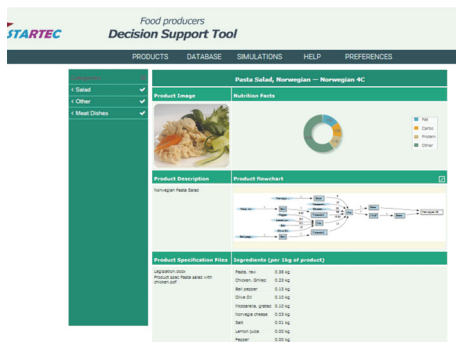 STARTEC
Food producers
Decision Support Tool
PRODUCTS DATABASE SIMULATIONS HELP PREFERENCES
Pasta Salad, Norwegian — Norwegian 4C
‹ Salad
‹ Other
‹ Meat Dishes
Product Image
Nutrition Facts
Fat
Carbo
Protein
Other
Product Description
Product Flowchart
Norwegian Pasta Salad
Product Specification Files
Legislation.docx
Product spec Pasta salad with
chicken.pdf
Ingredients (per 1kg of product)
Pasta, raw 0.38 kg
Chicken, Grilled 0.23 kg
Bell pepper 0.15 kg
Olive Oil 0.10 kg
Mozzarella, grated 0.10 kg
Norvegia cheese 0.03 kg
Salt 0.01 kg
Lemon juice 0.00 kg
Pepper 0.00 kg